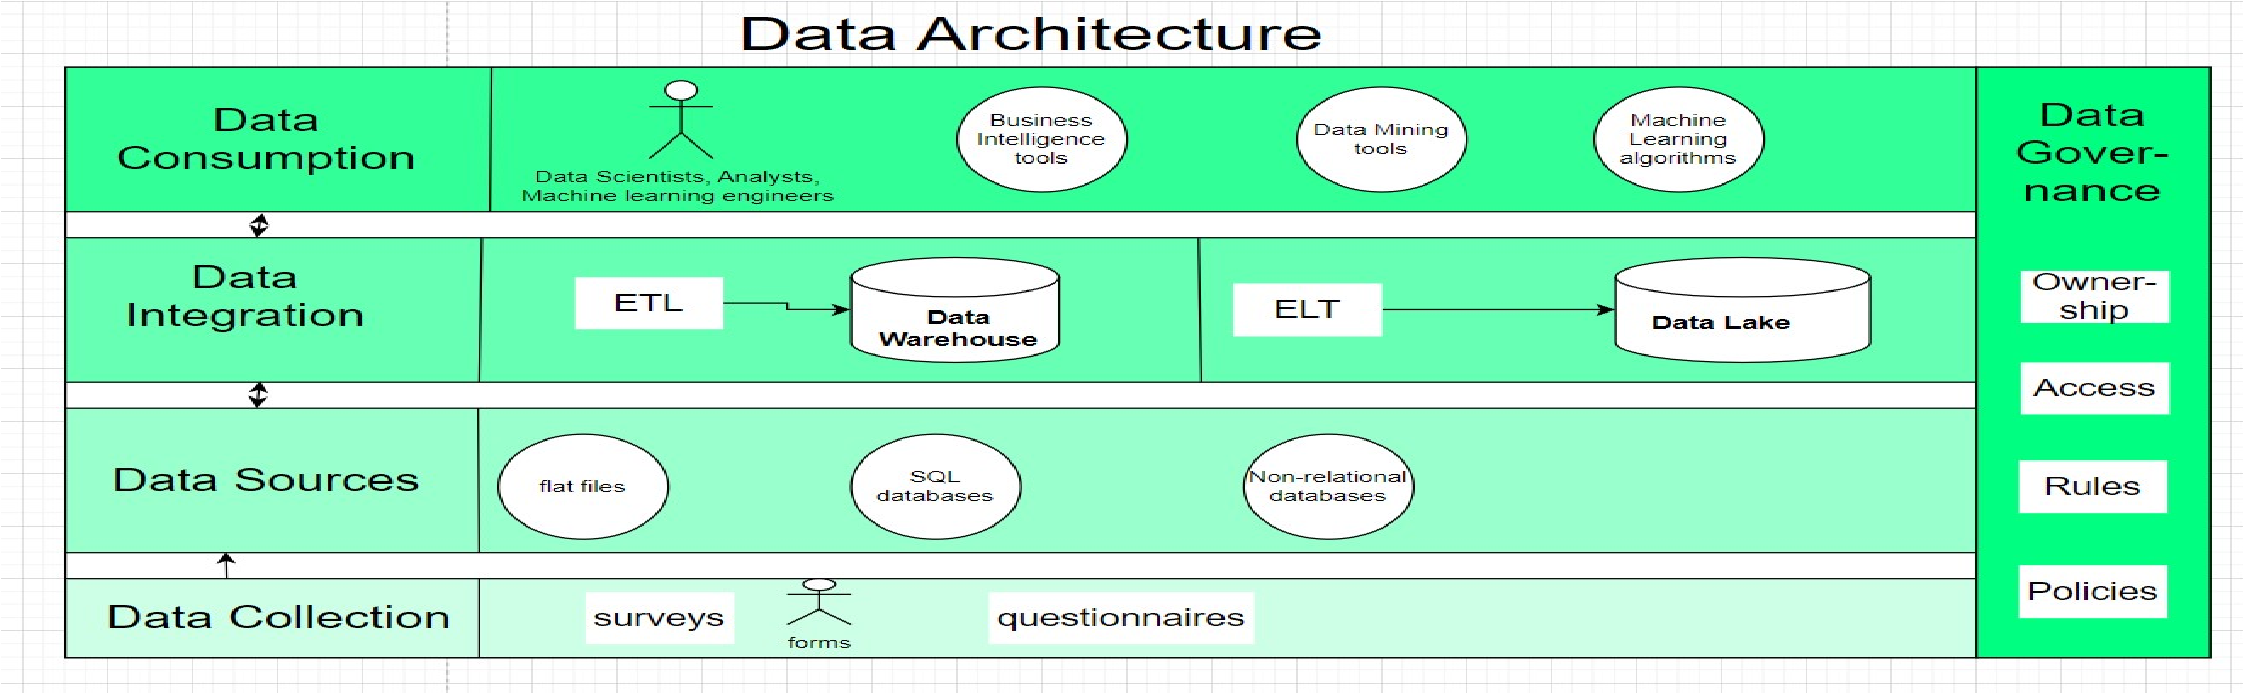 Data Architecture
Data
Consumption
Data Scientists, Analysts,
Machine learning engineers
Business
Intelligence
tools
Data Mining
tools
Machine
Learning
algorithms
Data
Integration
ETL
Data
Warehouse
ELT
Data Lake
Data Sources
flat files
SQL
databases
Non-relational
databases
Data Collection
surveys
forms
questionnaires
Data
Gover-
nance
Owner-
ship
Access
Rules
Policies